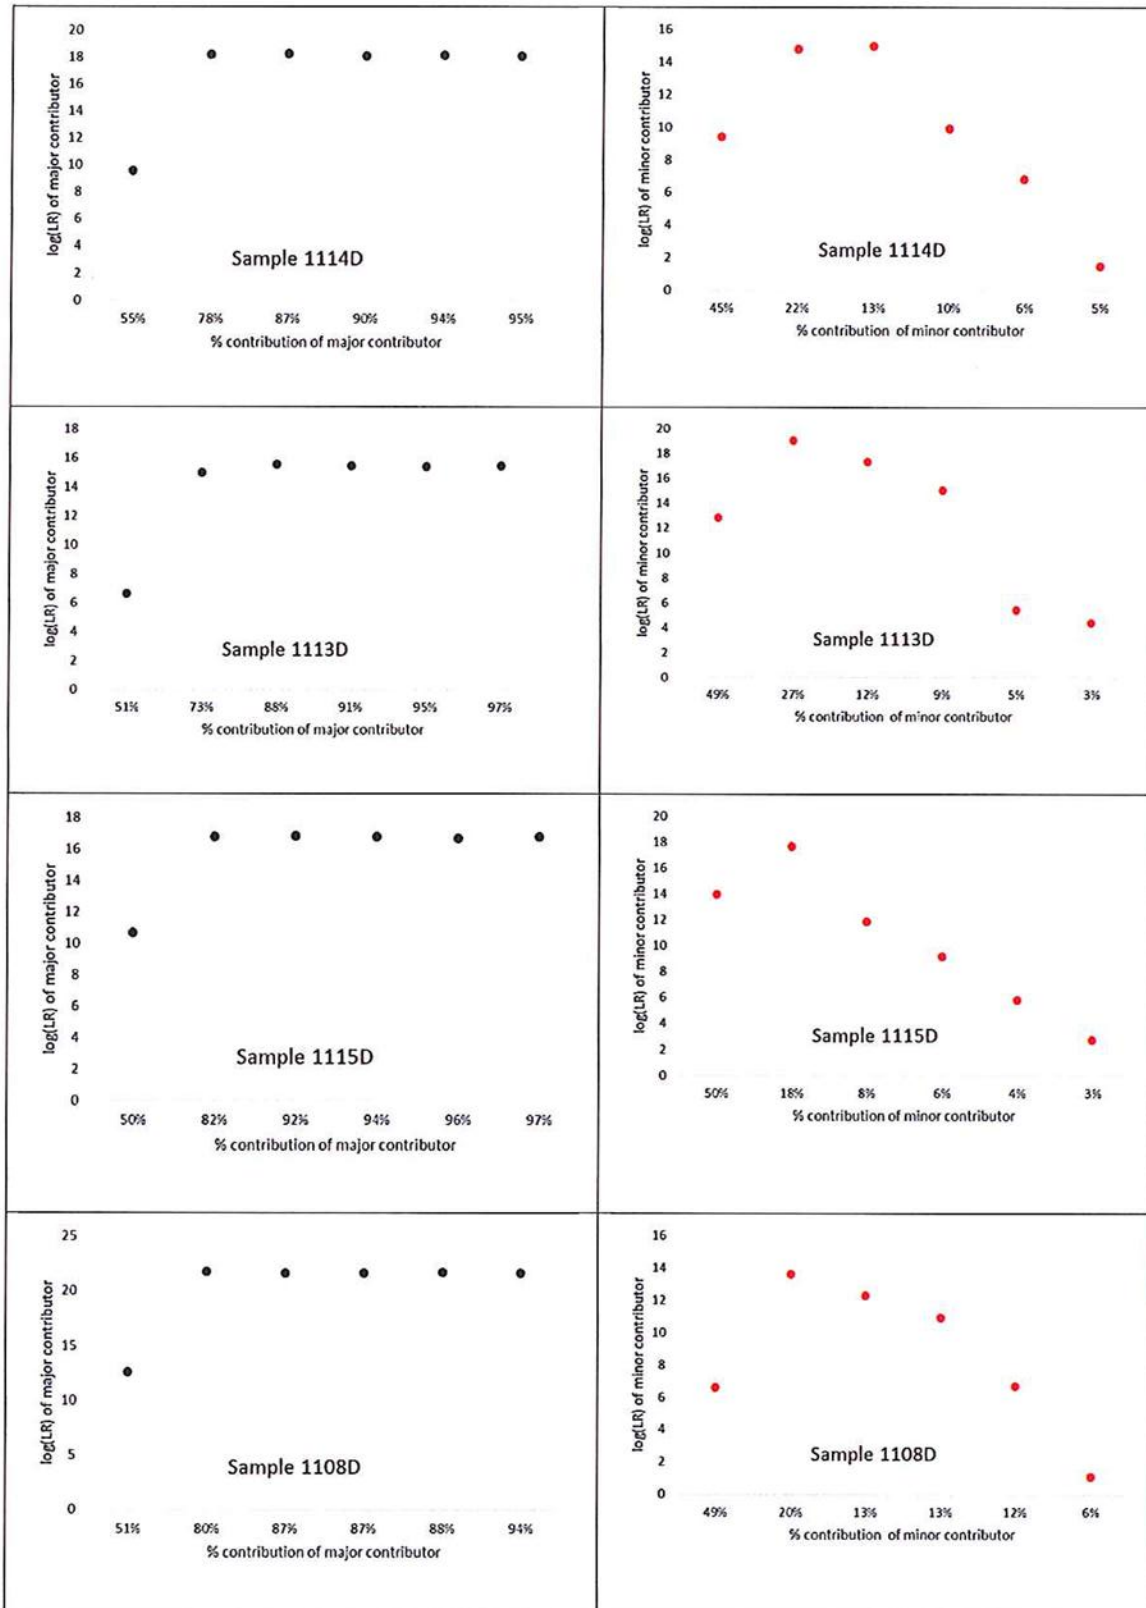 log(LR) of major contributor
20
18
16
14
12
10
8
6
4
2
0
Sample 1114D
55% 78% 87% 90% 94% 95%
% contribution of major contributor
log(LR) of minor contributor
16
14
12
10
8
6
4
2
0
Sample 1114D
45% 22% 13% 10% 6% 5%
% contribution of minor contributor
log(LR) of major contributor
18
16
14
12
10
8
6
4
2
0
Sample 1113D
51% 73% 88% 91% 95% 97%
% contribution of major contributor
log(LR) of minor contributor
20
18
16
14
12
10
8
6
4
2
0
Sample 1113D
49% 27% 12% 9% 5% 3%
% contribution of minor contributor
log(LR) of major contributor
18
16
14
12
10
8
6
4
2
0
Sample 1115D
50% 82% 92% 94% 96% 97%
% contribution of major contributor
log(LR) of minor contributor
20
18
16
14
12
10
8
6
4
2
0
Sample 1115D
50% 18% 8% 6% 4% 3%
% contribution of minor contributor
log(LR) of major contributor
25
20
15
10
5
0
Sample 1108D
51% 80% 87% 87% 88% 94%
% contribution of major contributor
log(LR) of minor contributor
16
14
12
10
8
6
4
2
0
Sample 1108D
49% 20% 13% 13% 12% 6%
% contribution of minor contributor